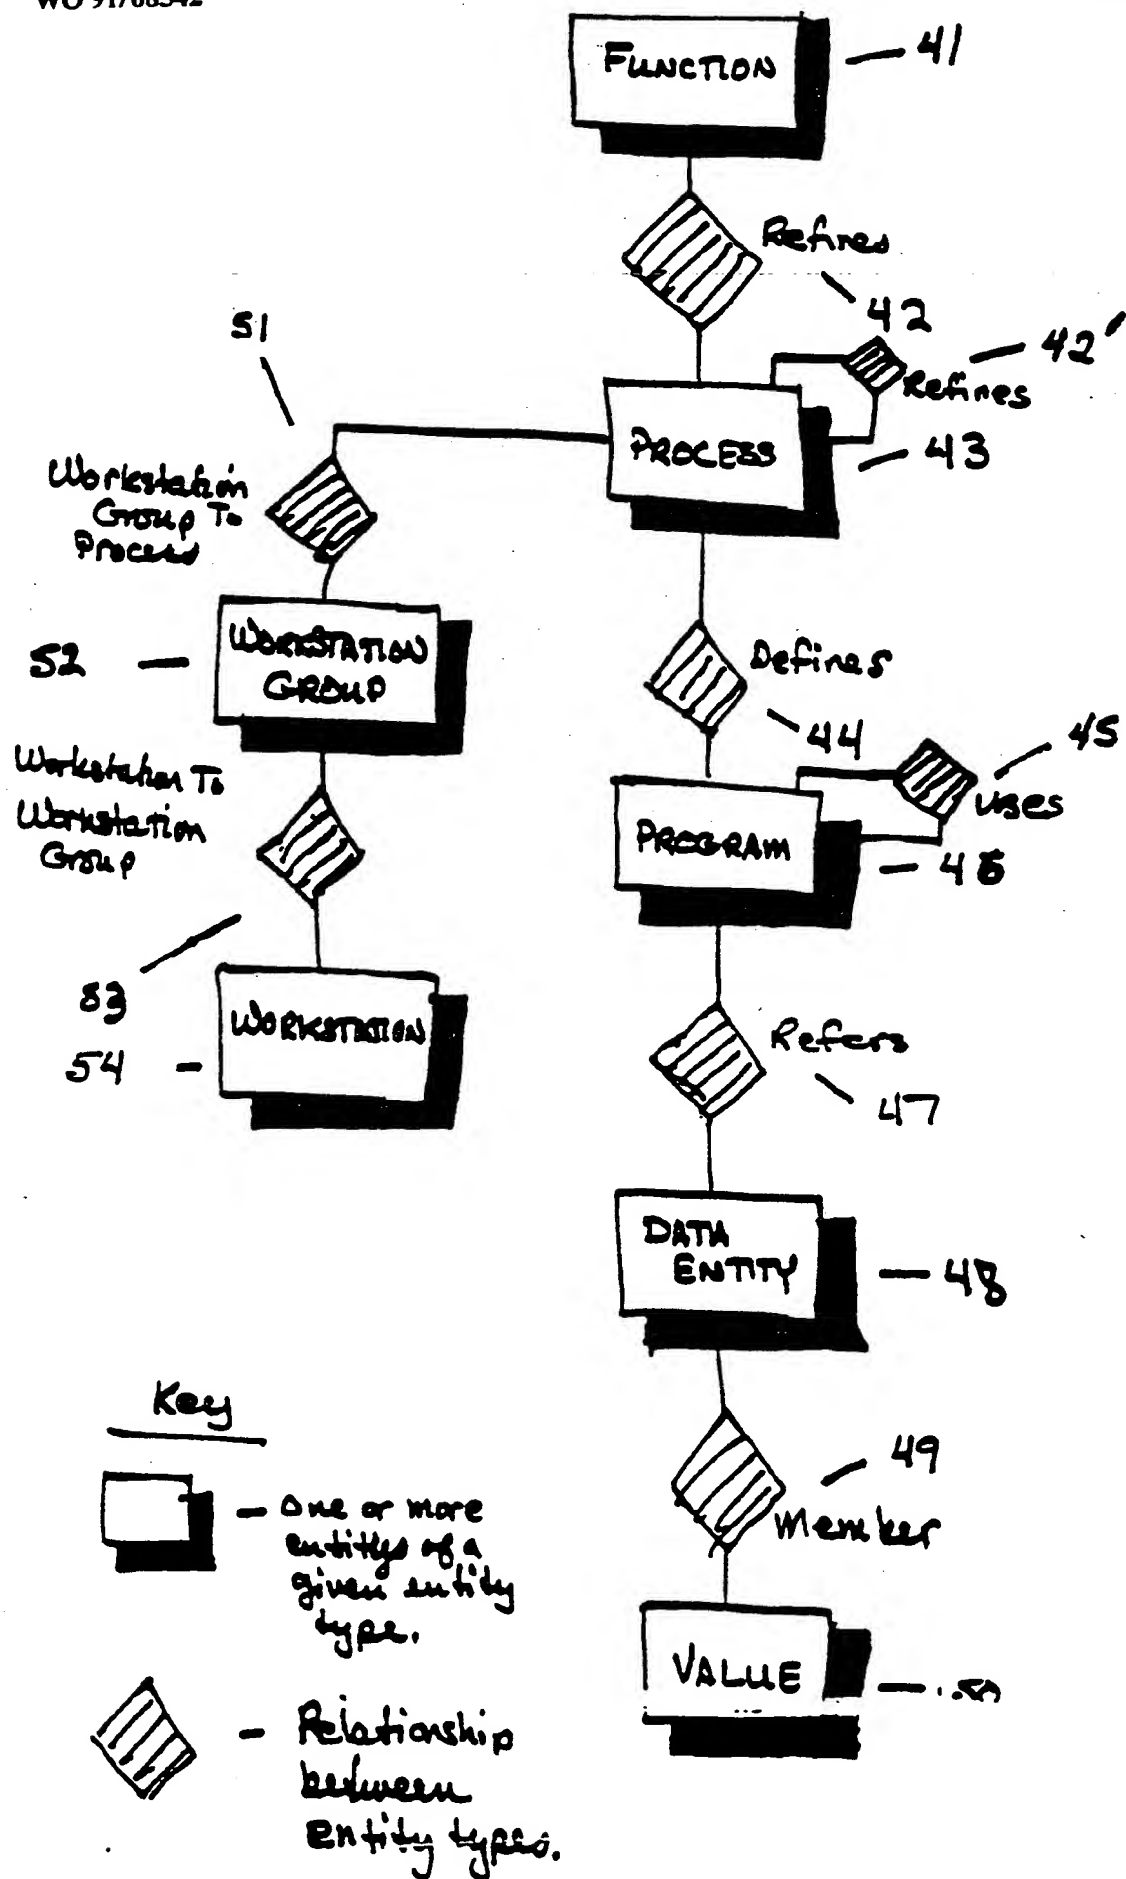 FUNCTION
41
Refines
42
51
42'
Refines
PROCESS
43
Workstation
Group To
Process
WORKSTATION
GROUP
52
Defines
44
45
uses
Workstation To
Workstation
Group
PROGRAM
46
53
WORKSTATION
54
Refers
47
DATA
ENTITY
48
Key
49
Member
- One or more
entitys of a
given entity
type.
VALUE
- Relationship
between
Entity types.